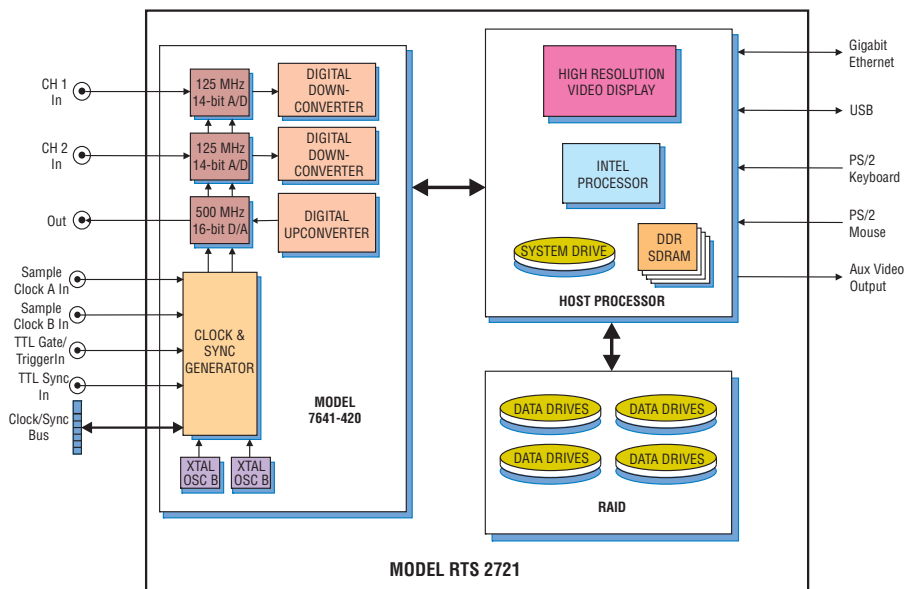 CH 1
In
CH 2
In
Out
Sample
Clock A In
Sample
Clock B In
TTL Gate/
TriggerIn
TTL Sync
In
Clock/Sync
Bus
125 MHz
14-bit A/D
DIGITAL
DOWN-
CONVERTER
125 MHz
14-bit A/D
DIGITAL
DOWN-
CONVERTER
500 MHz
16-bit D/A
DIGITAL
UPCONVERTER
CLOCK &
SYNC
GENERATOR
MODEL
7641-420
XTAL
OSC B
XTAL
OSC B
HIGH RESOLUTION
VIDEO DISPLAY
INTEL
PROCESSOR
SYSTEM DRIVE
DDR
SDRAM
HOST PROCESSOR
Gigabit
Ethernet
USB
PS/2
Keyboard
PS/2
Mouse
Aux Video
Output
DATA DRIVES
DATA DRIVES
DATA DRIVES
DATA DRIVES
RAID
MODEL RTS 2721